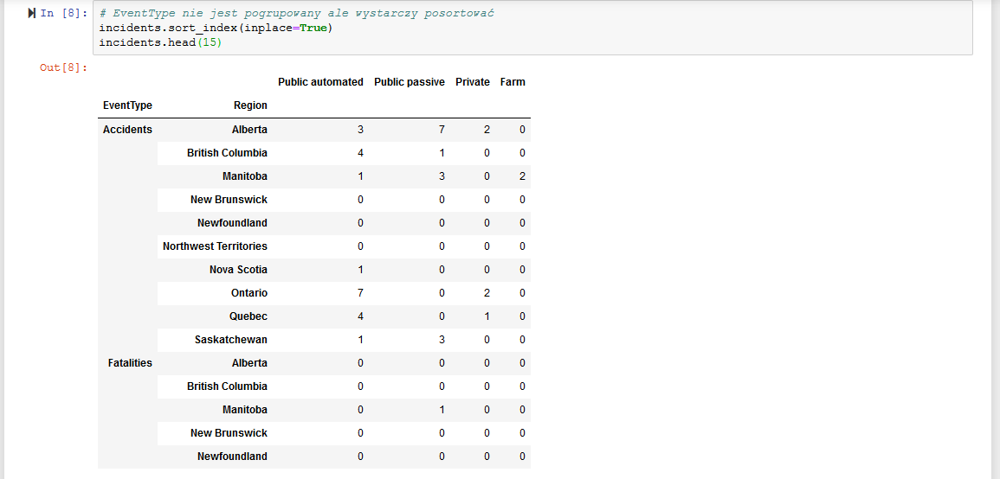 In [8]: # EventType nie jest pogrupowany ale wystarczy posortować
incidents.sort_index(inplace=True)
incidents.head(15)
Out[8]:
Public automated Public passive Private Farm
EventType Region
Accidents Alberta 3 7 2 0
British Columbia 4 1 0 0
Manitoba 1 3 0 2
New Brunswick 0 0 0 0
Newfoundland 0 0 0 0
Northwest Territories 0 0 0 0
Nova Scotia 1 0 0 0
Ontario 7 0 2 0
Quebec 4 0 1 0
Saskatchewan 1 3 0 0
Fatalities Alberta 0 0 0 0
British Columbia 0 0 0 0
Manitoba 0 1 0 0
New Brunswick 0 0 0 0
Newfoundland 0 0 0 0